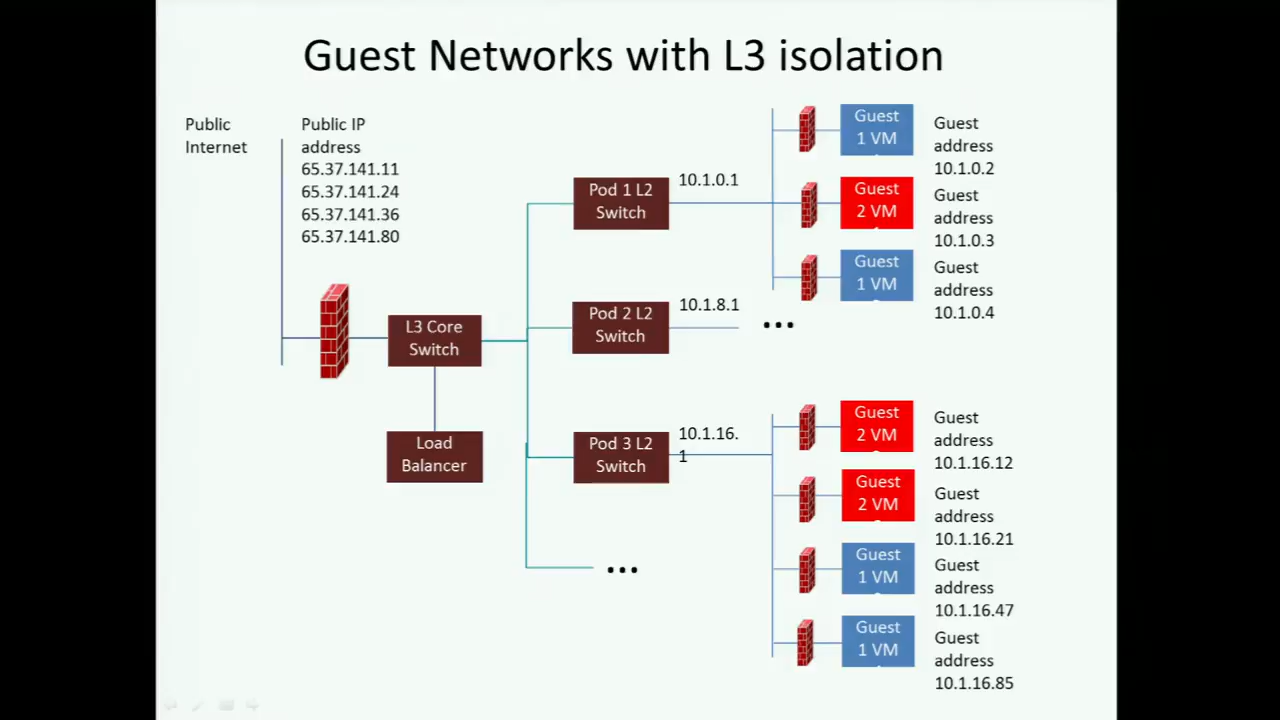 Guest Networks with L3 isolation
Public
Internet
Public IP
address
65.37.141.11
65.37.141.24
65.37.141.36
65.37.141.80
L3 Core
Switch
Load
Balancer
Pod 1 L2
Switch
10.1.0.1
Pod 2 L2
Switch
10.1.8.1
...
Pod 3 L2
Switch
10.1.16.
1
...
Guest
1 VM
Guest
address
10.1.0.2
Guest
2 VM
Guest
address
10.1.0.3
Guest
1 VM
Guest
address
10.1.0.4
Guest
2 VM
Guest
address
10.1.16.12
Guest
2 VM
Guest
address
10.1.16.21
Guest
1 VM
Guest
address
10.1.16.47
Guest
1 VM
Guest
address
10.1.16.85